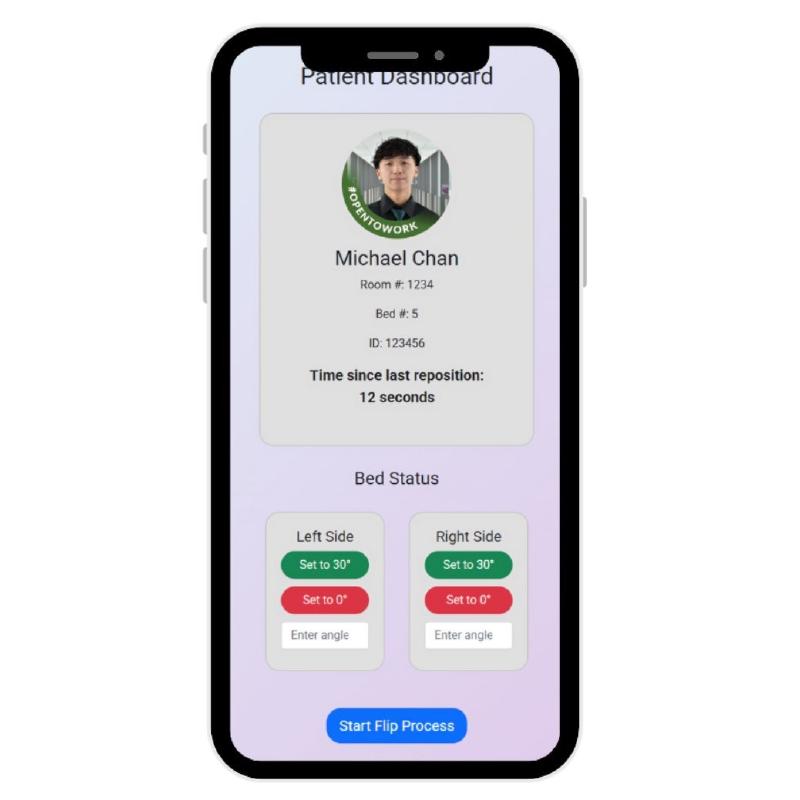 Patient Dashboard
#OPENTOWORK
Michael Chan
Room #: 1234
Bed #: 5
ID: 123456
Time since last reposition:
12 seconds
Bed Status
Left Side
Right Side
Set to 30°
Set to 30°
Set to 0°
Set to 0°
Enter angle
Enter angle
Start Flip Process